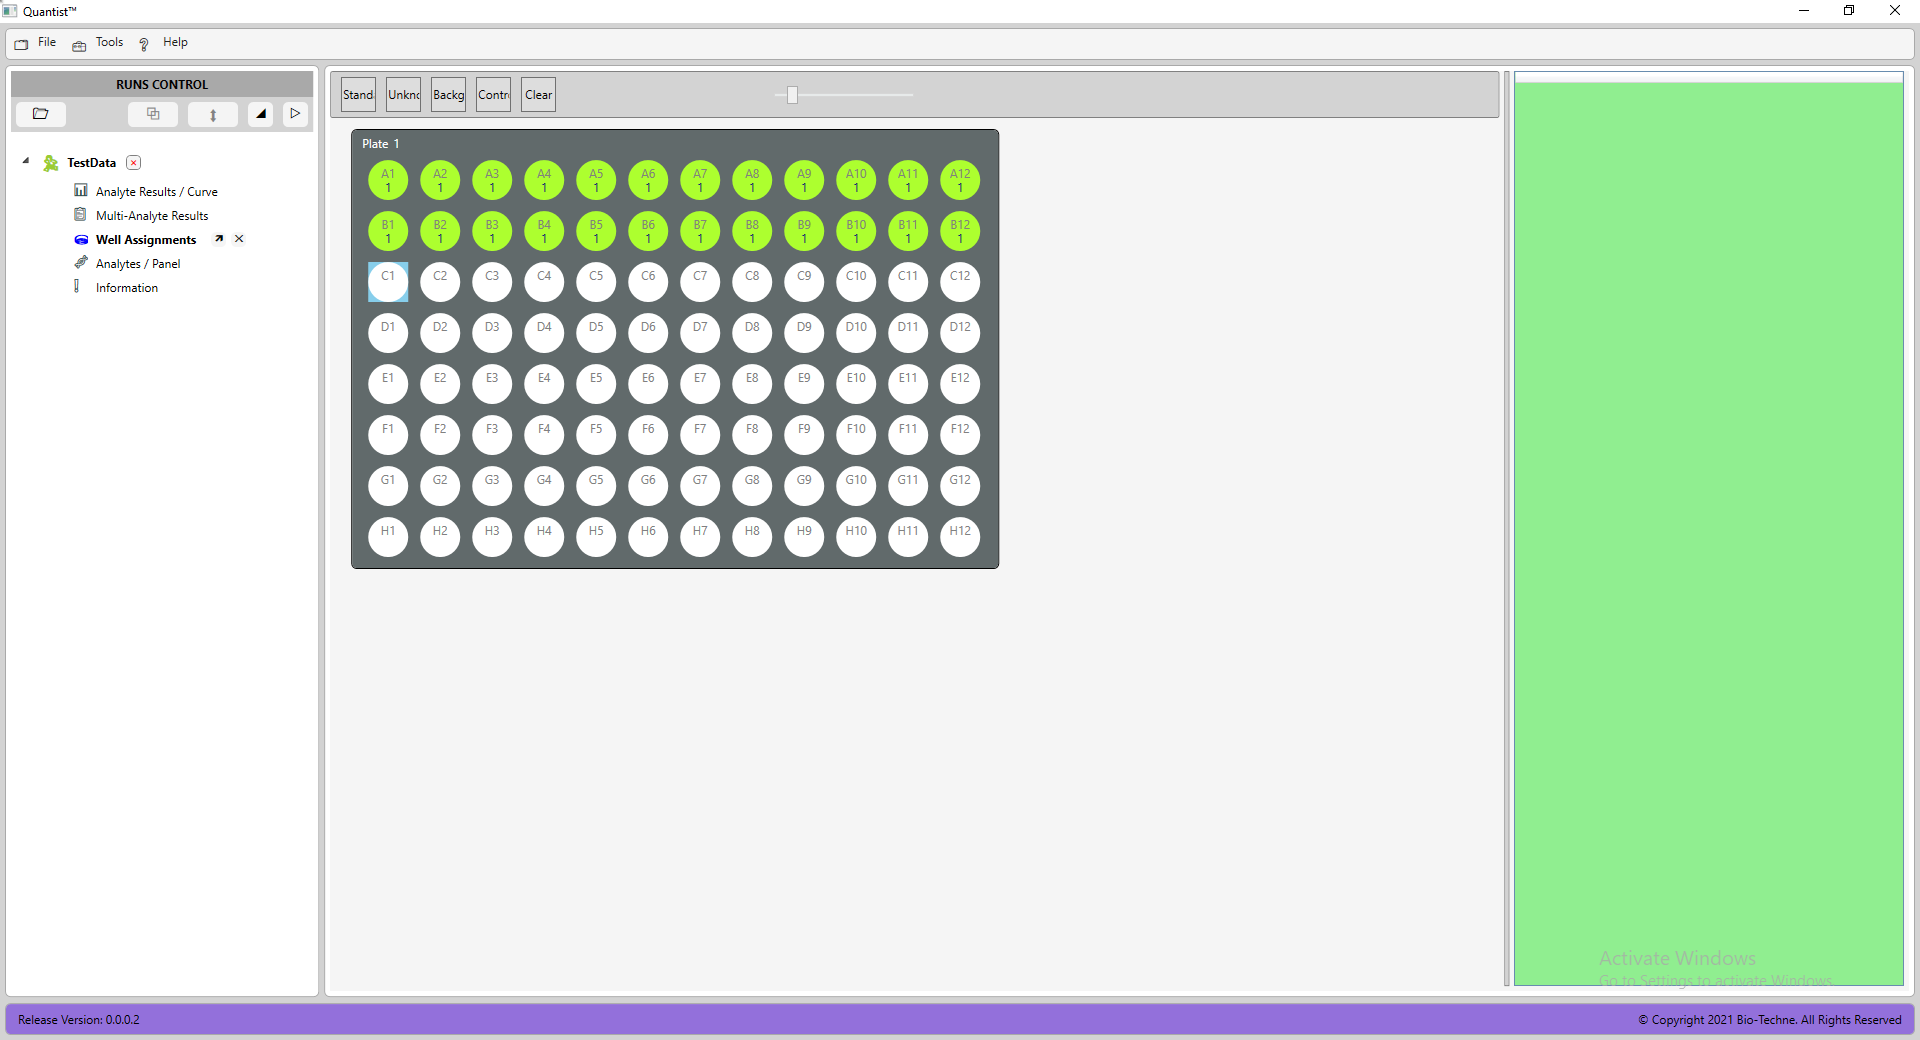 Quantist™
File Tools ? Help
RUNS CONTROL
TestData
Analyte Results / Curve
Multi-Analyte Results
Well Assignments
Analytes / Panel
Information
Stand Unkno Backg Contr Clear
Plate 1
A1 A2 A3 A4 A5 A6 A7 A8 A9 A10 A11 A12
1 1 1 1 1 1 1 1 1 1 1 1
B1 B2 B3 B4 B5 B6 B7 B8 B9 B10 B11 B12
1 1 1 1 1 1 1 1 1 1 1 1
C1 C2 C3 C4 C5 C6 C7 C8 C9 C10 C11 C12
D1 D2 D3 D4 D5 D6 D7 D8 D9 D10 D11 D12
E1 E2 E3 E4 E5 E6 E7 E8 E9 E10 E11 E12
F1 F2 F3 F4 F5 F6 F7 F8 F9 F10 F11 F12
G1 G2 G3 G4 G5 G6 G7 G8 G9 G10 G11 G12
H1 H2 H3 H4 H5 H6 H7 H8 H9 H10 H11 H12
Activate Windows
Go to Settings to activate Windows.
Release Version: 0.0.0.2
© Copyright 2021 Bio-Techne. All Rights Reserved